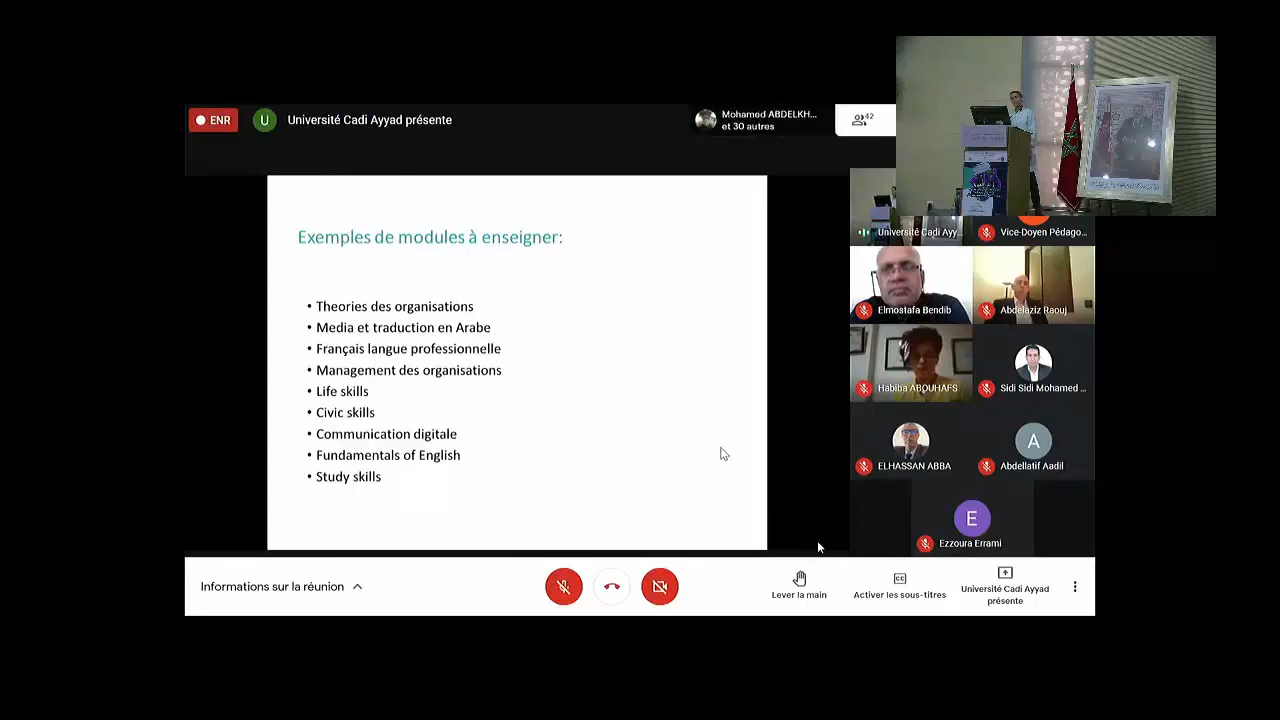 ENR
U
Université Cadi Ayyad présente
Mohamed ABDELKH...
et 30 autres
42
Exemples de modules à enseigner:
• Theories des organisations
• Media et traduction en Arabe
• Français langue professionnelle
• Management des organisations
• Life skills
• Civic skills
• Communication digitale
• Fundamentals of English
• Study skills
Université Cadi Ayy...
Vice-Doyen Pédago...
Elmostafa Bendib
Abdelaziz Raouj
Habiba ABOUHAFS
Sidi Sidi Mohamed ...
ELHASSAN ABBA
A
Abdellatif Aadil
E
Ezzoura Errami
Informations sur la réunion
Lever la main
CC
Activer les sous-titres
Université Cadi Ayyad
présente